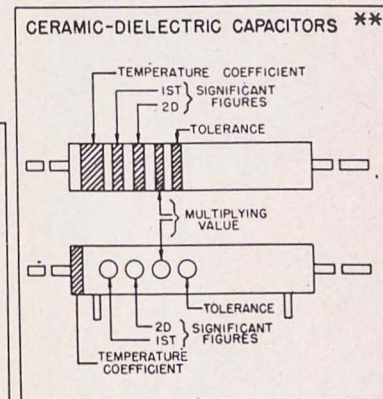 CERAMIC-DIELECTRIC CAPACITORS **
TEMPERATURE COEFFICIENT
1ST } SIGNIFICANT
2D } FIGURES
TOLERANCE
} MULTIPLYING
VALUE
TOLERANCE
2D } SIGNIFICANT
1ST } FIGURES
TEMPERATURE
COEFFICIENT